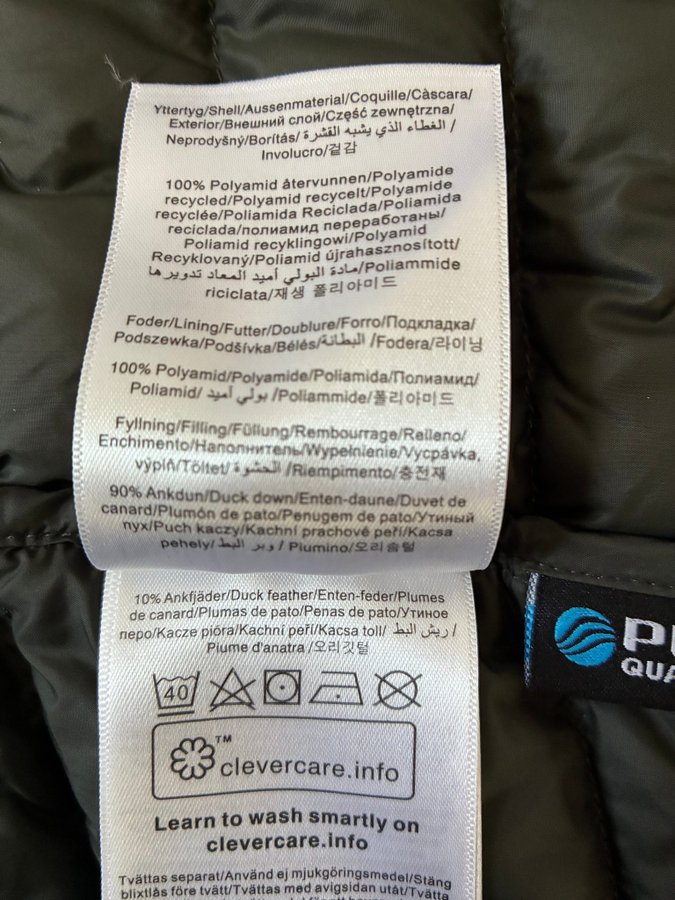 Yttertyg/Shell/Aussenmaterial/Coquille/Càscara/
Exterior/Внешний слой/Część zewnętrzna/
Neprodyšný/Borítás/ الغطاء الذي يشبه القشرة /
Involucro/겉감
100% Polyamid återvunnen/Polyamide
recycled/Polyamid recycelt/Polyamide
recyclée/Poliamida Reciclada/Poliamida
reciclada/полиамид переработаны/
Poliamid recyklingowi/Polyamid
Recyklovaný/Poliamid újrahasznosított/
مادة البولي أميد المعاد تدويرها/Poliammide
riciclata/재생 폴리아미드
Foder/Lining/Futter/Doublure/Forro/Подкладка/
Podszewka/Podšívka/Bélés/البطانة /Fodera/라이닝
100% Polyamid/Polyamide/Poliamida/Полиамид/
Poliamid/ بولي أميد /Poliammide/폴리아미드
Fyllning/Filling/Füllung/Rembourrage/Relleno/
Enchimento/Наполнитель/Wypełnienie/Vycpávka,
výplň/Töltet/ الحشوة /Riempimento/충전재
90% Ankdun/Duck down/Enten-daune/Duvet de
canard/Plumón de pato/Penugem de pato/Утиный
пух/Puch kaczy/Kachní prachové peří/Kacsa
pehely/ وبر البط / Piumino/오리솜털
10% Ankfjäder/Duck feather/Enten-feder/Plumes
de canard/Plumas de pato/Penas de pato/Утиное
перо/Kacze pióra/Kachní peří/Kacsa toll/ ريش البط /
Piume d'anatra /오리깃털
40
TM
clevercare.info
Learn to wash smartly on
clevercare.info
Tvättas separat/Använd ej mjukgöringsmedel/Stäng
blixtlås före tvätt/Tvättas med avigsidan utåt/Tvätta
QUA